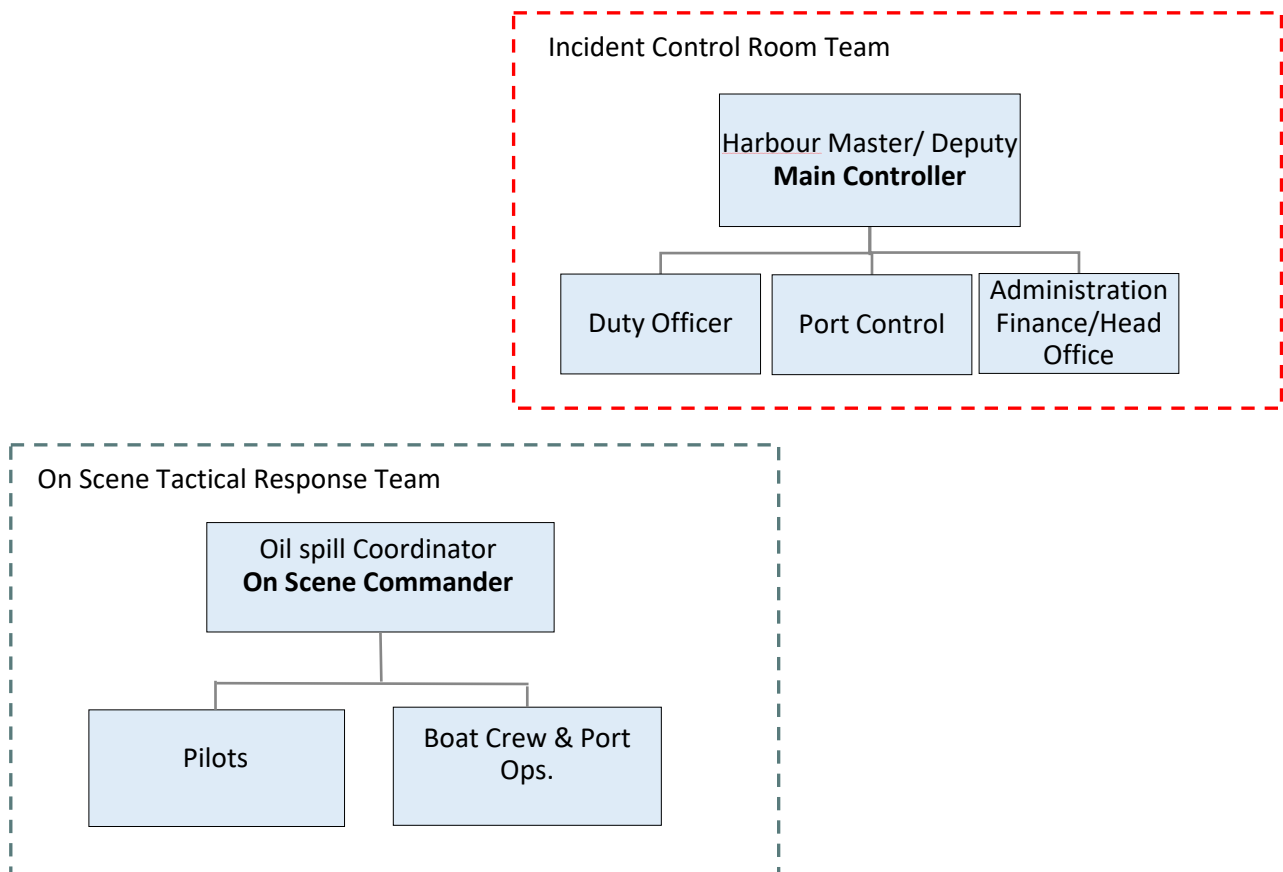 Incident Control Room Team
Harbour Master/ Deputy
Main Controller
Duty Officer
Port Control
Administration
Finance/Head
Office
On Scene Tactical Response Team
Oil spill Coordinator
On Scene Commander
Pilots
Boat Crew & Port
Ops.